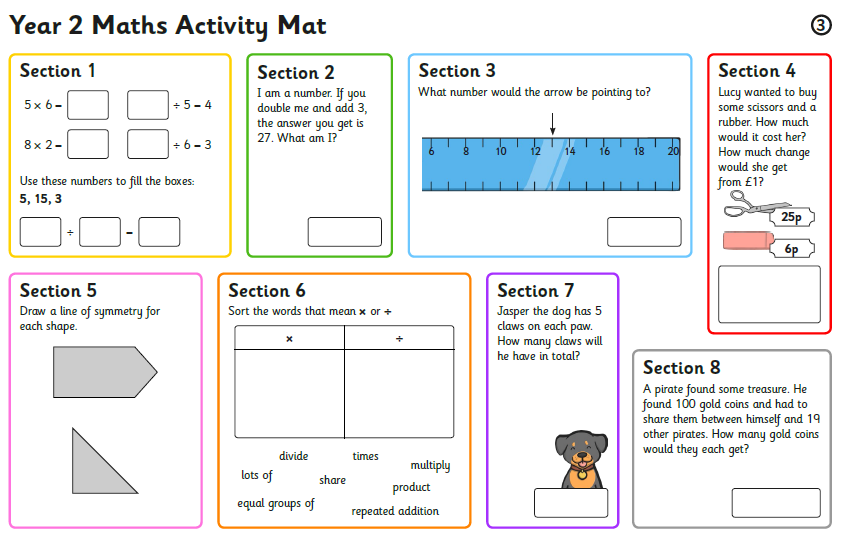 Year 2 Maths Activity Mat
3
Section 1
5 × 6 =
÷ 5 = 4
8 × 2 =
÷ 6 = 3
Use these numbers to fill the boxes:
5, 15, 3
÷ =
Section 2
I am a number. If you
double me and add 3,
the answer you get is
27. What am I?
Section 3
What number would the arrow be pointing to?
6 8 10 12 14 16 18 20
Section 4
Lucy wanted to buy
some scissors and a
rubber. How much
would it cost her?
How much change
would she get
from £1?
25p
6p
Section 5
Draw a line of symmetry for
each shape.
Section 6
Sort the words that mean × or ÷
× ÷
divide times
multiply
lots of
share
product
equal groups of
repeated addition
Section 7
Jasper the dog has 5
claws on each paw.
How many claws will
he have in total?
Section 8
A pirate found some treasure. He
found 100 gold coins and had to
share them between himself and 19
other pirates. How many gold coins
would they each get?